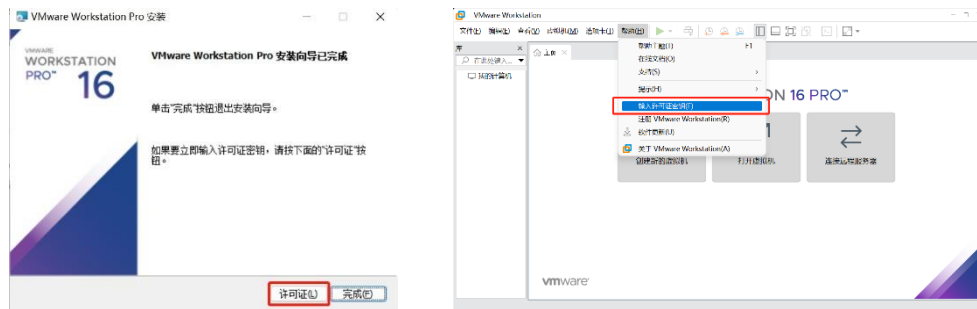 VMware Workstation Pro 安装
VMWARE
WORKSTATION
PRO™ 16
VMware Workstation Pro 安装向导已完成
单击"完成"按钮退出安装向导。
如果要立即输入许可证密钥，请按下面的"许可证"按
钮。
许可证(L) 完成(F)
VMware Workstation
文件(F) 编辑(E) 查看(V) 虚拟机(M) 选项卡(T) 帮助(H)
库
主页
在此处键入...
我的计算机
帮助主题(T) F1
在线文档(O)
支持(S)
提示(H)
输入许可证密钥(E)
注册 VMware Workstation(R)
软件更新(U)
关于 VMware Workstation(A)
ON 16 PRO™
创建新的虚拟机
打开虚拟机
连接远程服务器
vmware